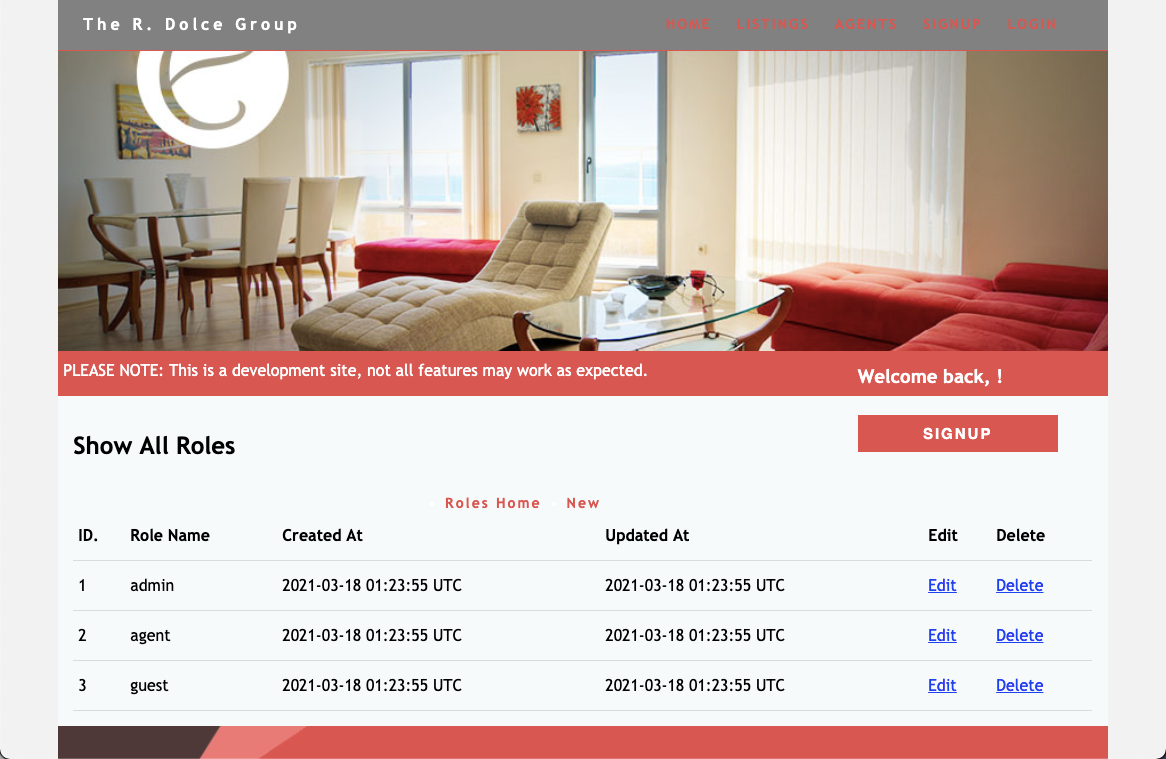 The R. Dolce Group
HOME LISTINGS AGENTS SIGNUP LOGIN
PLEASE NOTE: This is a development site, not all features may work as expected.
Welcome back, !
SIGNUP
Show All Roles
Roles Home New
ID. Role Name Created At Updated At Edit Delete
1 admin 2021-03-18 01:23:55 UTC 2021-03-18 01:23:55 UTC Edit Delete
2 agent 2021-03-18 01:23:55 UTC 2021-03-18 01:23:55 UTC Edit Delete
3 guest 2021-03-18 01:23:55 UTC 2021-03-18 01:23:55 UTC Edit Delete